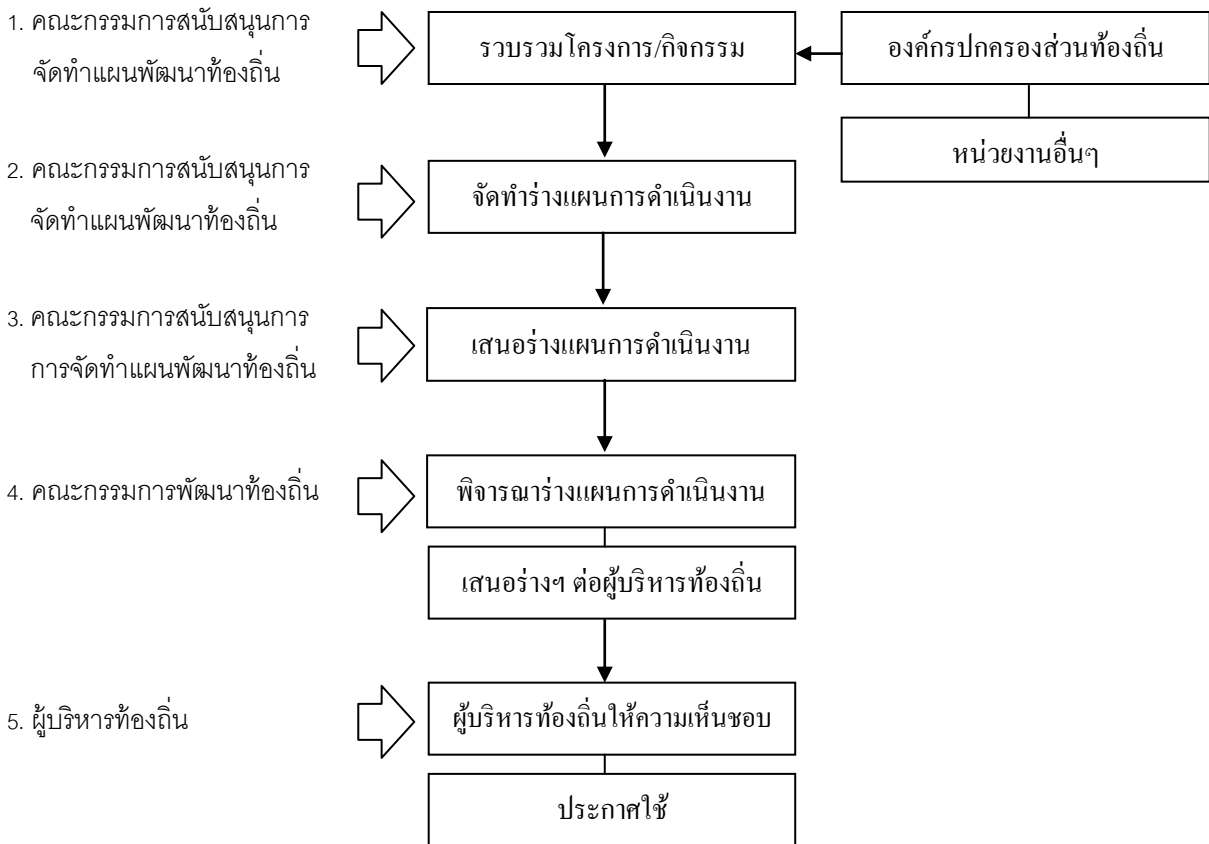 1. คณะกรรมการสนับสนุนการ
จัดทำแผนพัฒนาท้องถิ่น
รวบรวมโครงการ/กิจกรรม
องค์กรปกครองส่วนท้องถิ่น
หน่วยงานอื่นๆ
2. คณะกรรมการสนับสนุนการ
จัดทำแผนพัฒนาท้องถิ่น
จัดทำร่างแผนการดำเนินงาน
3. คณะกรรมการสนับสนุนการ
การจัดทำแผนพัฒนาท้องถิ่น
เสนอร่างแผนการดำเนินงาน
4. คณะกรรมการพัฒนาท้องถิ่น
พิจารณาร่างแผนการดำเนินงาน
เสนอร่างฯ ต่อผู้บริหารท้องถิ่น
5. ผู้บริหารท้องถิ่น
ผู้บริหารท้องถิ่นให้ความเห็นชอบ
ประกาศใช้